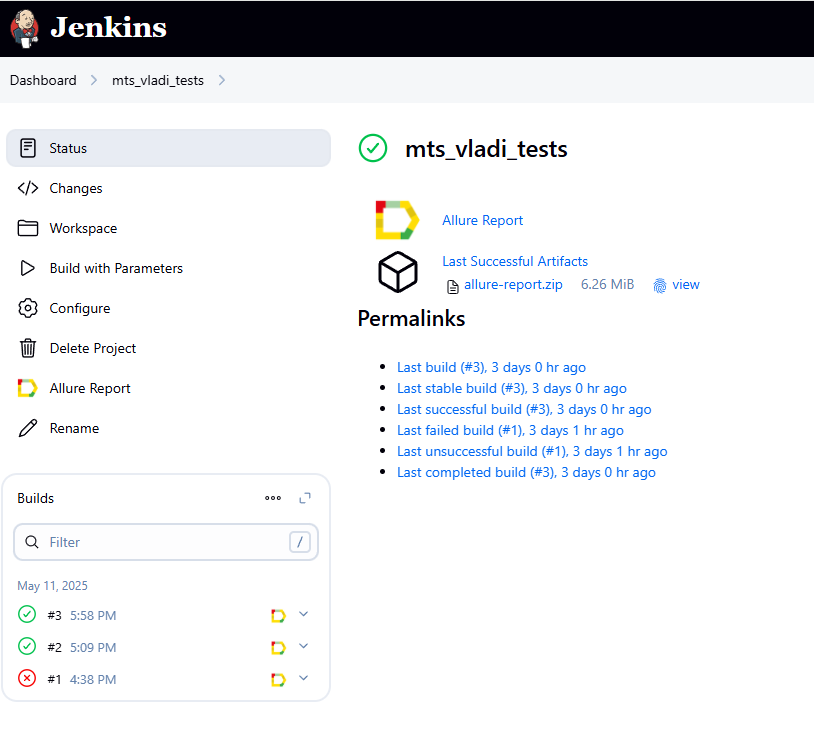 Jenkins
Dashboard > mts_vladi_tests >
Status
Changes
Workspace
Build with Parameters
Configure
Delete Project
Allure Report
Rename
Builds
Filter /
May 11, 2025
#3 5:58 PM
#2 5:09 PM
#1 4:38 PM
mts_vladi_tests
Allure Report
Last Successful Artifacts
allure-report.zip 6.26 MiB view
Permalinks
Last build (#3), 3 days 0 hr ago
Last stable build (#3), 3 days 0 hr ago
Last successful build (#3), 3 days 0 hr ago
Last failed build (#1), 3 days 1 hr ago
Last unsuccessful build (#1), 3 days 1 hr ago
Last completed build (#3), 3 days 0 hr ago